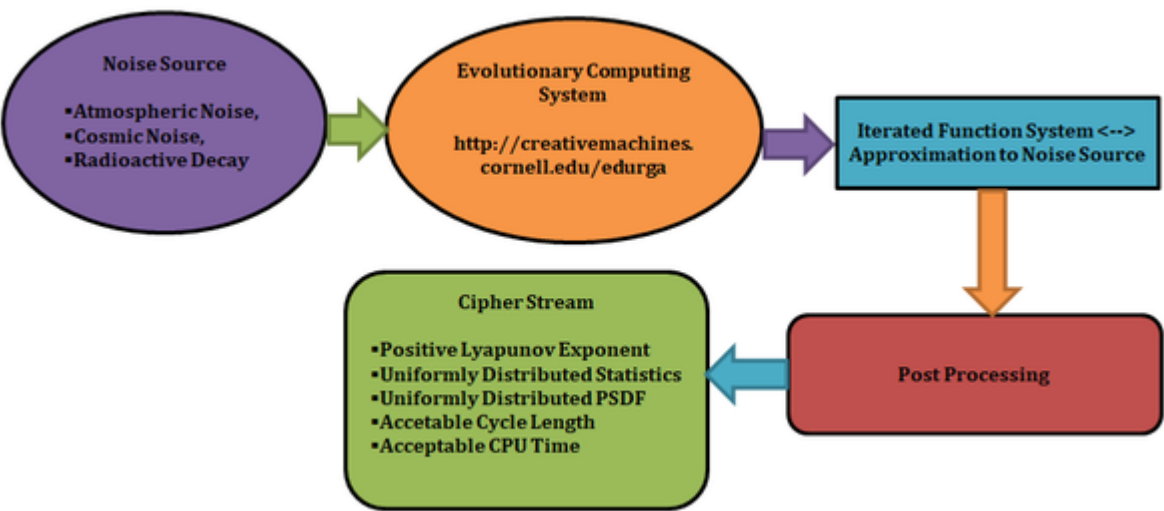 Noise Source
▪Atmospheric Noise,
▪Cosmic Noise,
▪Radioactive Decay
Evolutionary Computing
System
http://creativemachines.
cornell.edu/edurga
Iterated Function System <-->
Approximation to Noise Source
Post Processing
Cipher Stream
▪Positive Lyapunov Exponent
▪Uniformly Distributed Statistics
▪Uniformly Distributed PSDF
▪Accetable Cycle Length
▪Acceptable CPU Time